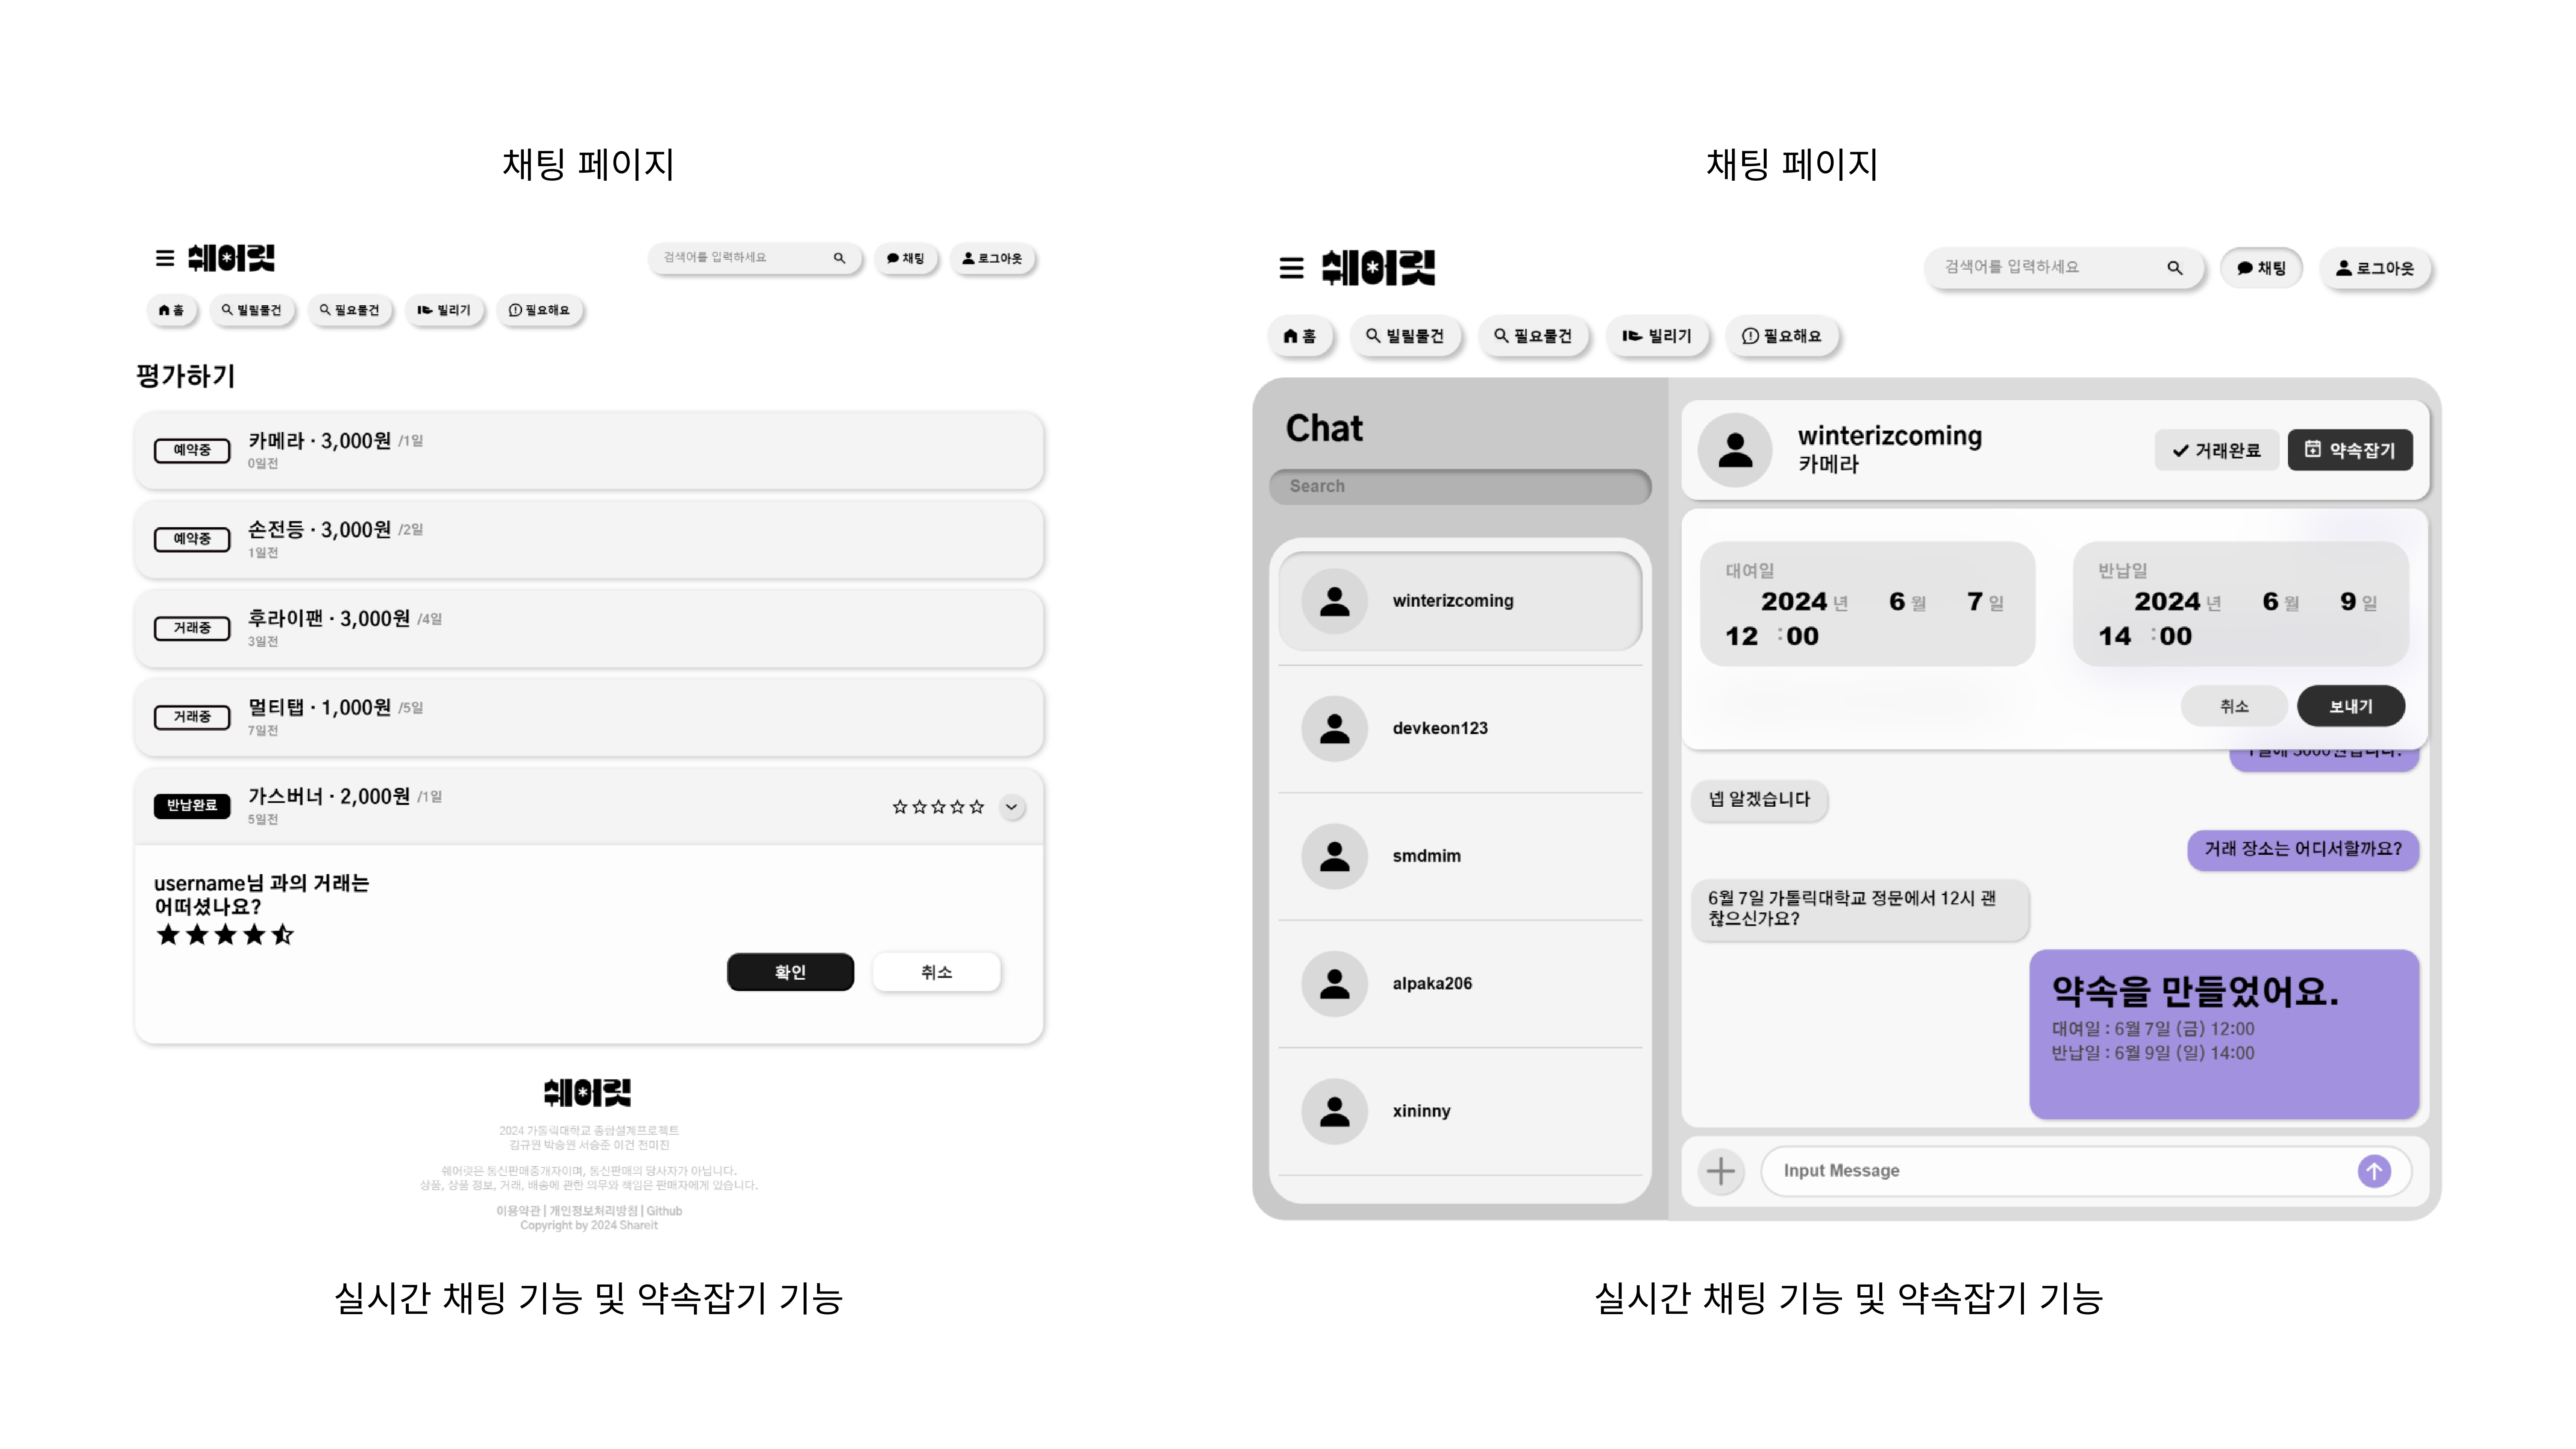 채팅 페이지
쉐어릿
검색어를 입력하세요
채팅
로그아웃
홈
빌릴물건
필요물건
빌리기
필요해요
평가하기
예약중
카메라 · 3,000원 /1일
0일전
예약중
손전등 · 3,000원 /2일
1일전
거래중
후라이팬 · 3,000원 /4일
3일전
거래중
멀티탭 · 1,000원 /5일
7일전
반납완료
가스버너 · 2,000원 /1일
5일전
username님 과의 거래는
어떠셨나요?
확인
취소
쉐어릿
2024 가톨릭대학교 종합설계프로젝트
김규원 박승원 서승준 이건 전미진
쉐어릿은 통신판매중개자이며, 통신판매의 당사자가 아닙니다.
상품, 상품 정보, 거래, 배송에 관한 의무와 책임은 판매자에게 있습니다.
이용약관 | 개인정보처리방침 | Github
Copyright by 2024 Shareit
실시간 채팅 기능 및 약속잡기 기능
채팅 페이지
쉐어릿
검색어를 입력하세요
채팅
로그아웃
홈
빌릴물건
필요물건
빌리기
필요해요
Chat
Search
winterizcoming
devkeon123
smdmim
alpaka206
xininny
winterizcoming
카메라
거래완료
약속잡기
대여일
2024 년 6 월 7 일
12 : 00
반납일
2024 년 6 월 9 일
14 : 00
취소
보내기
넵 알겠습니다
거래 장소는 어디서할까요?
6월 7일 가톨릭대학교 정문에서 12시 괜
찮으신가요?
약속을 만들었어요.
대여일 : 6월 7일 (금) 12:00
반납일 : 6월 9일 (일) 14:00
Input Message
실시간 채팅 기능 및 약속잡기 기능